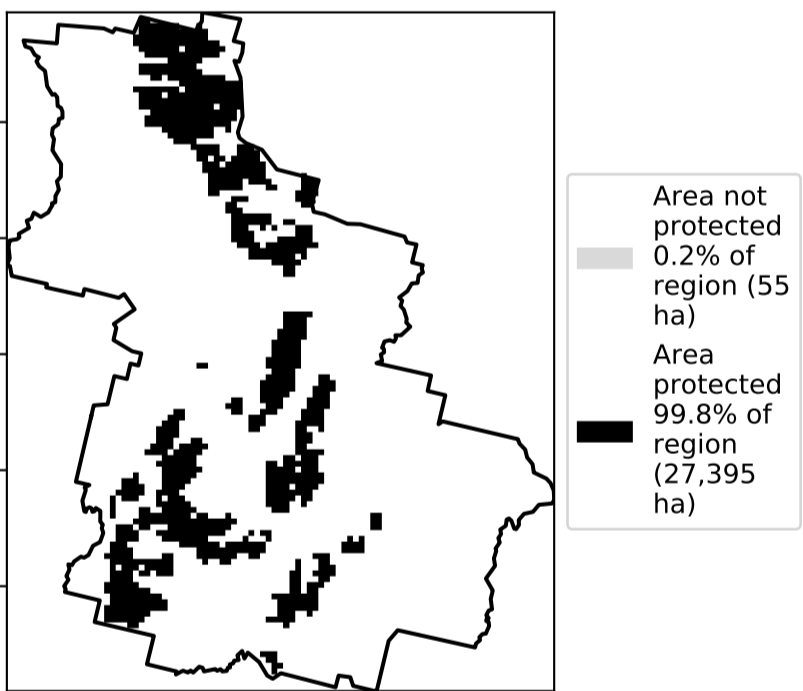 Area not
protected
0.2% of
region (55
ha)
Area
protected
99.8% of
region
(27,395
ha)